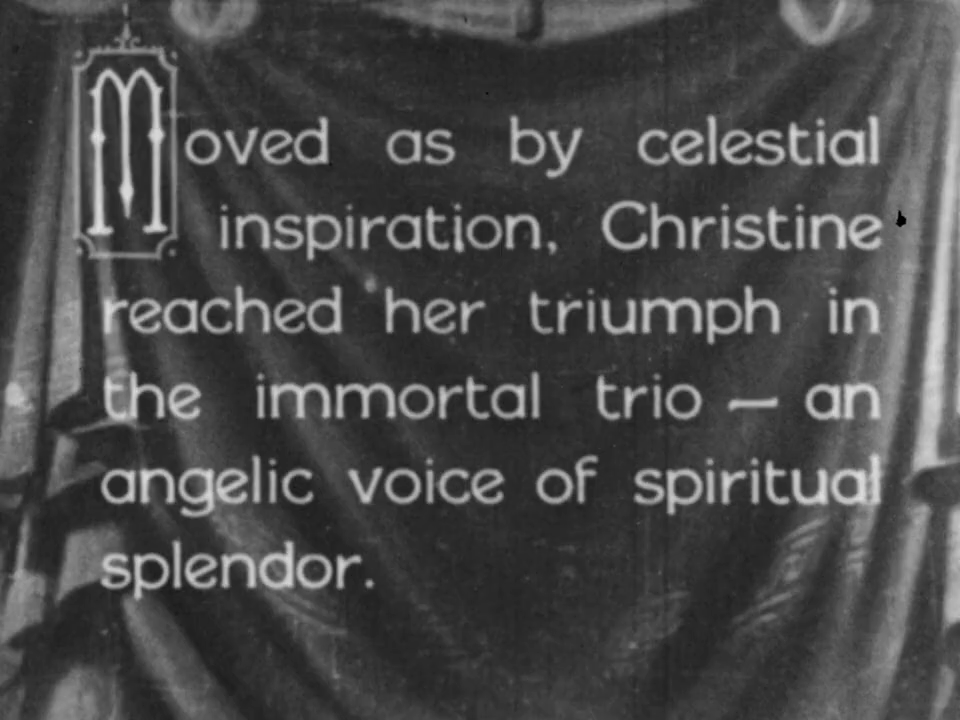 Moved as by celestial
inspiration, Christine
reached her triumph in
the immortal trio — an
angelic voice of spiritual
splendor.